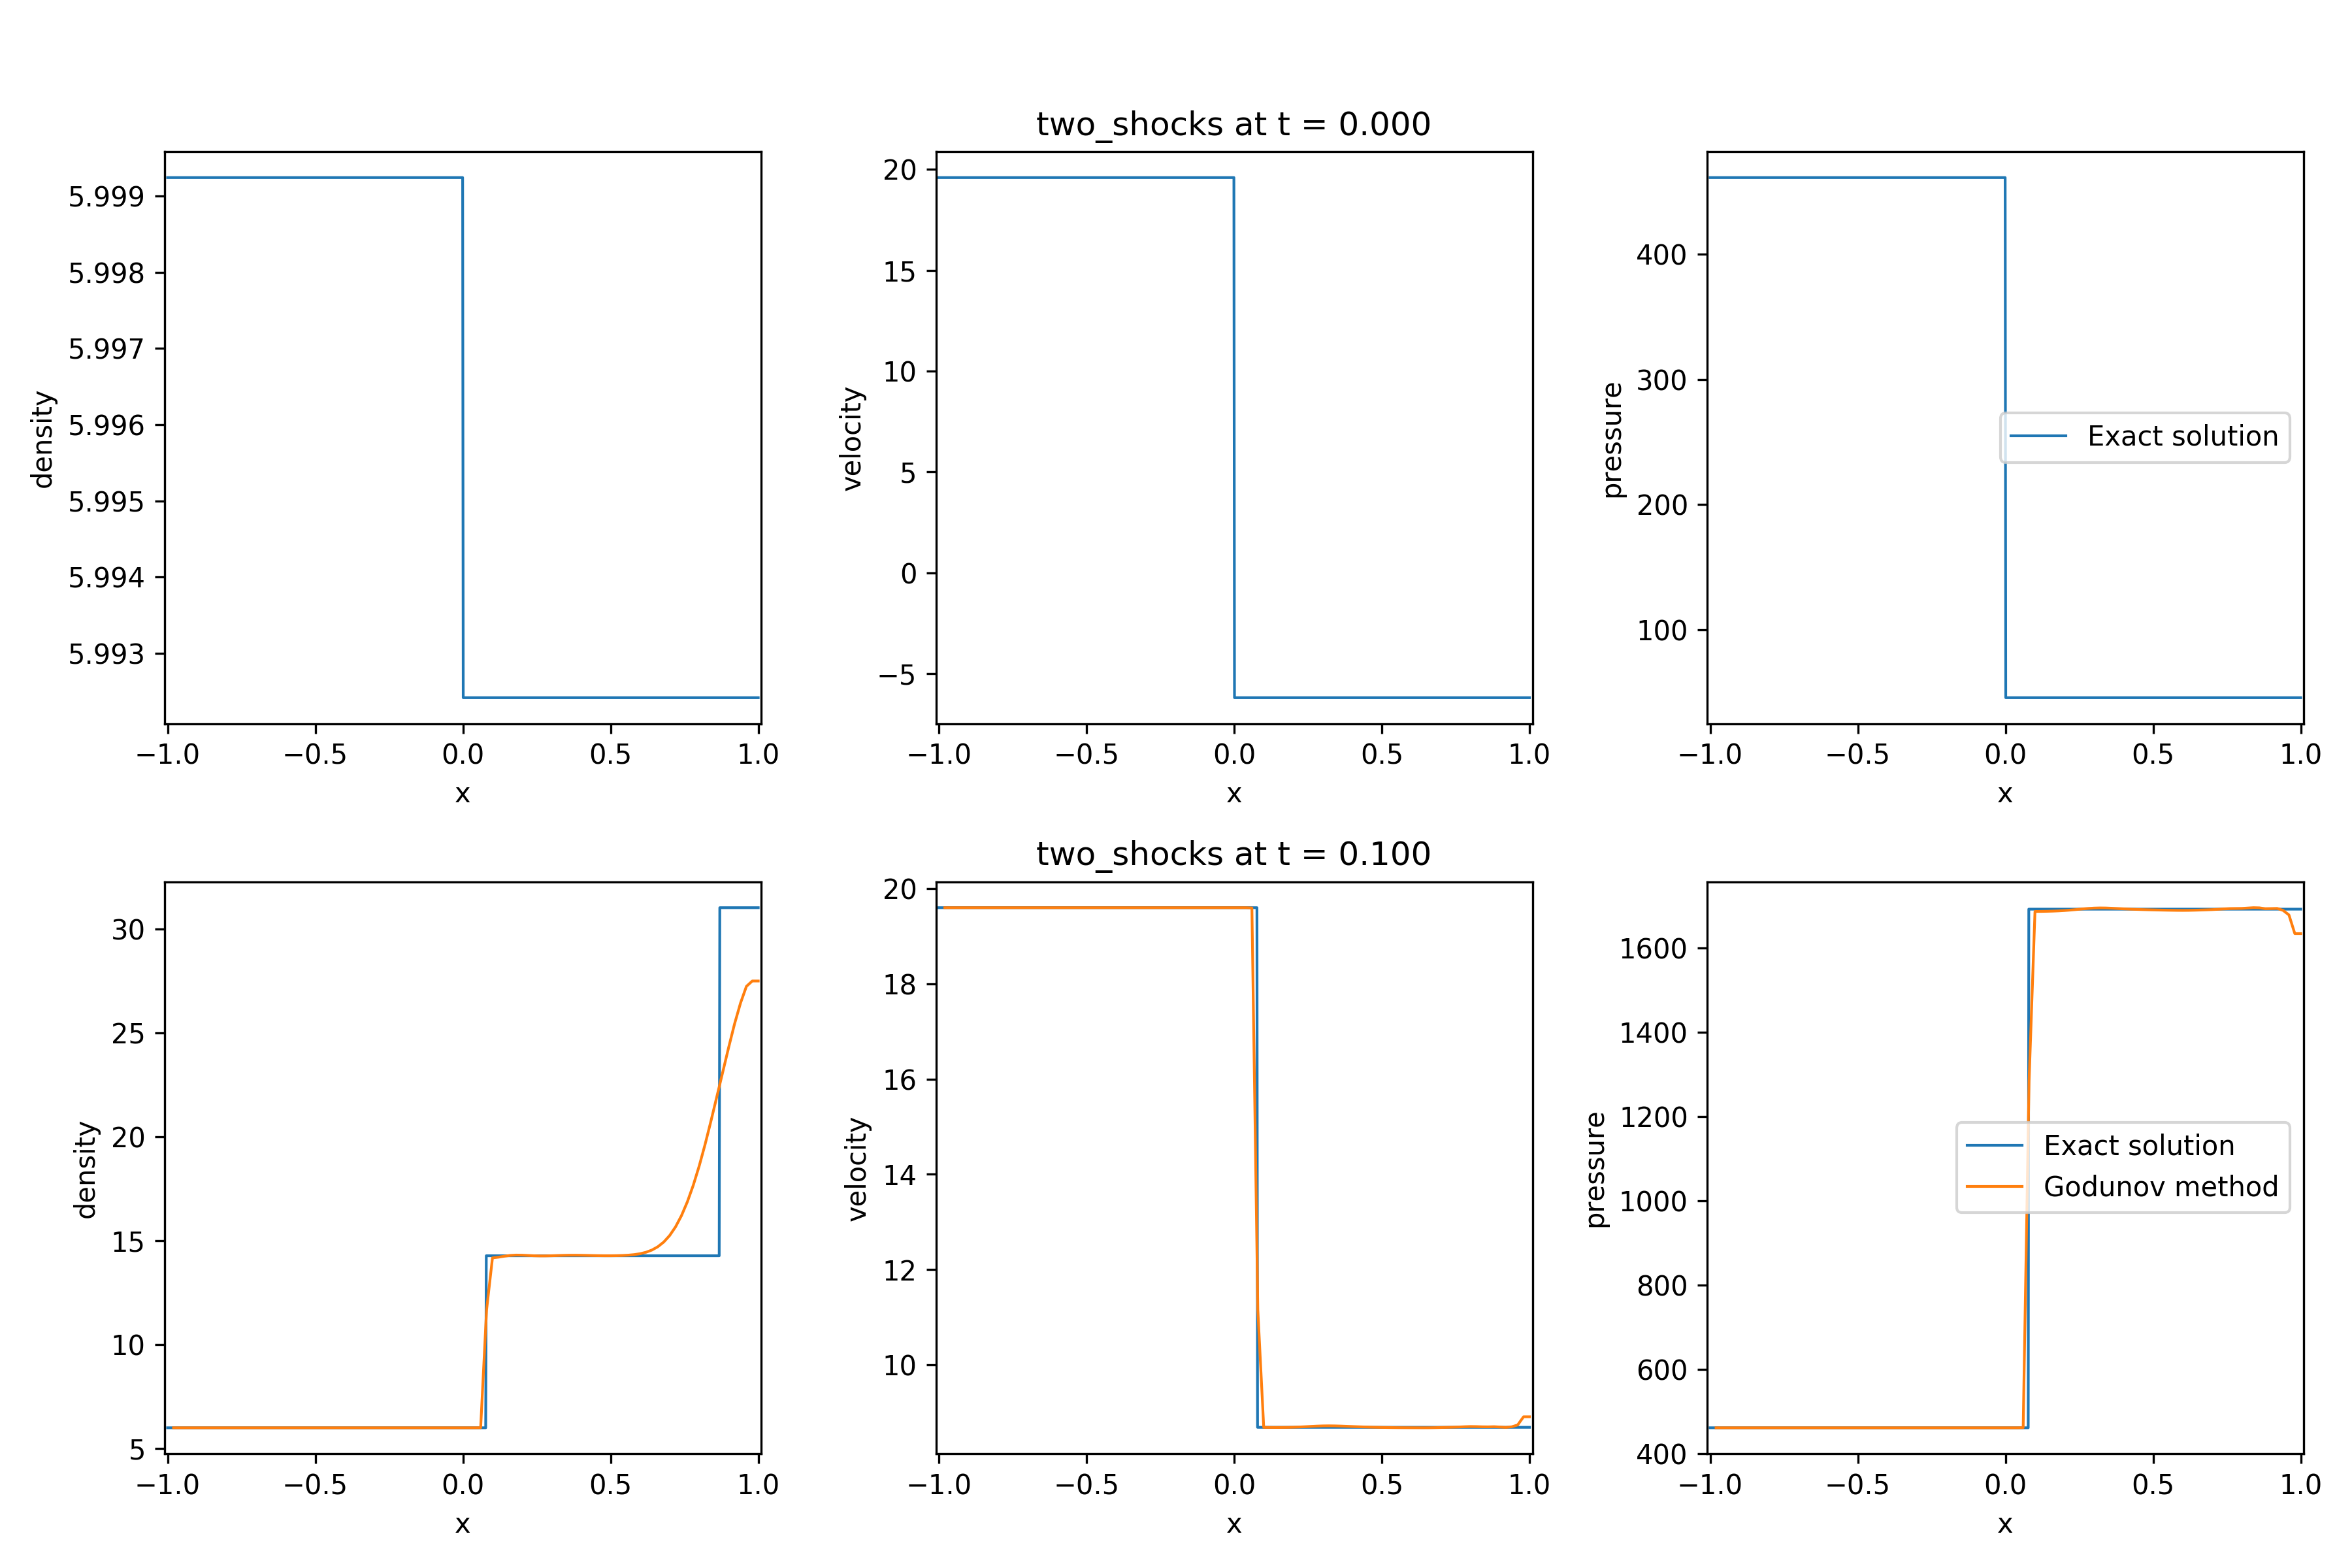 two_shocks at t = 0.000
density
5.999
5.998
5.997
5.996
5.995
5.994
5.993
−1.0 −0.5 0.0 0.5 1.0
x
velocity
20
15
10
5
0
−5
−1.0 −0.5 0.0 0.5 1.0
x
pressure
400
300
200
100
−1.0 −0.5 0.0 0.5 1.0
x
Exact solution
two_shocks at t = 0.100
density
30
25
20
15
10
5
−1.0 −0.5 0.0 0.5 1.0
x
velocity
20
18
16
14
12
10
−1.0 −0.5 0.0 0.5 1.0
x
pressure
1600
1400
1200
1000
800
600
400
−1.0 −0.5 0.0 0.5 1.0
x
Exact solution
Godunov method